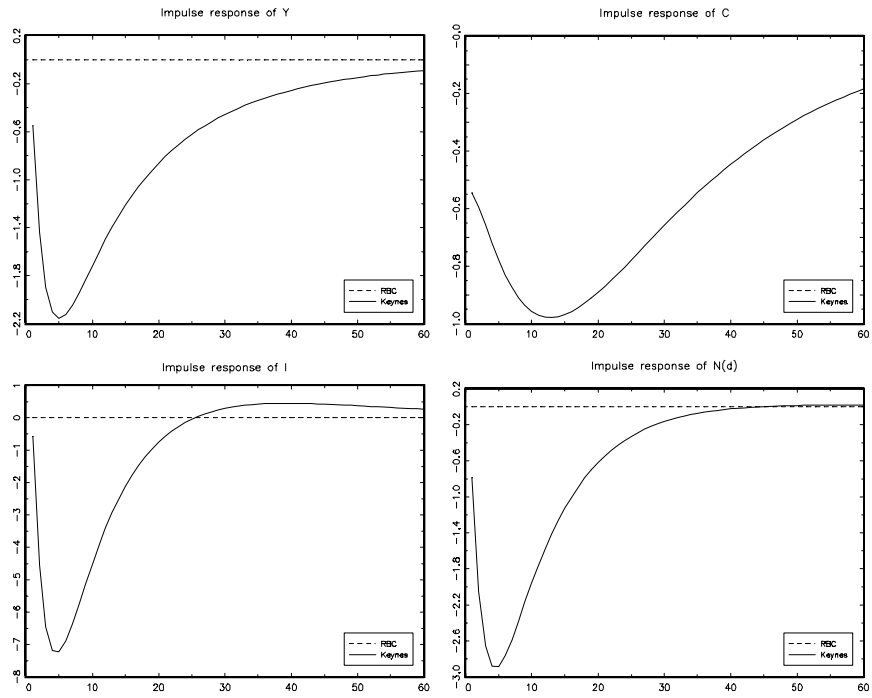 Impulse response of Y
0.2
-0.2
-0.6
-1.0
-1.4
-1.8
-2.2
0 10 20 30 40 50 60
RBC
Keynes
Impulse response of C
-0.0
-0.2
-0.4
-0.6
-0.8
-1.0
0 10 20 30 40 50 60
RBC
Keynes
Impulse response of I
1
0
-1
-2
-3
-4
-5
-6
-7
-8
0 10 20 30 40 50 60
RBC
Keynes
Impulse response of N(d)
0.2
-0.2
-0.6
-1.0
-1.4
-1.8
-2.2
-2.6
-3.0
0 10 20 30 40 50 60
RBC
Keynes